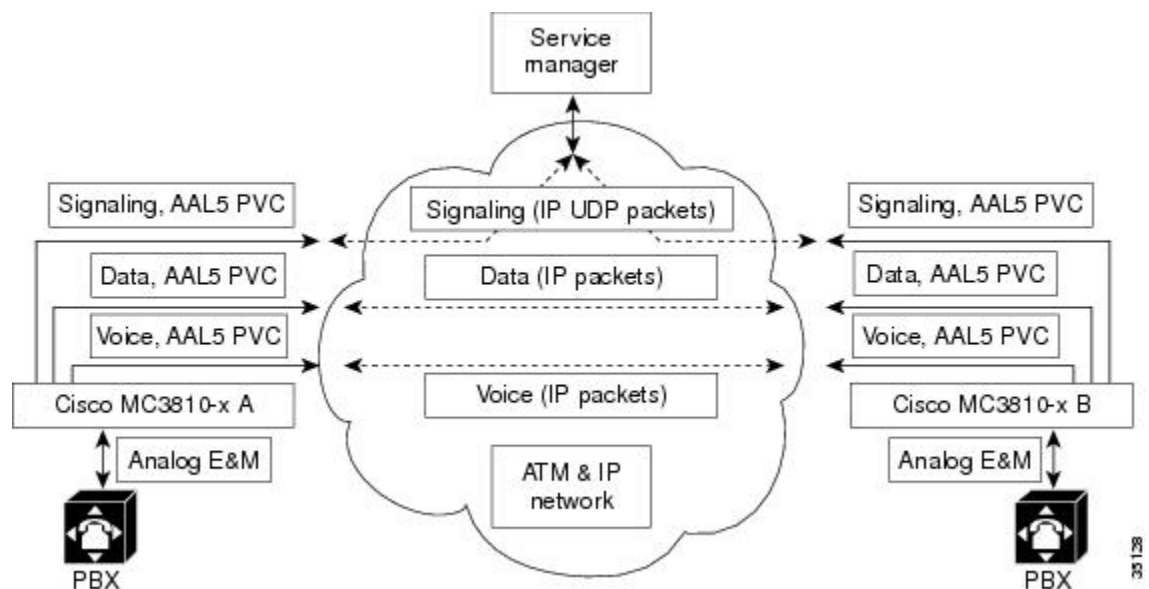 Service
manager
Signaling, AAL5 PVC
Signaling (IP UDP packets)
Signaling, AAL5 PVC
Data, AAL5 PVC
Data (IP packets)
Data, AAL5 PVC
Voice, AAL5 PVC
Voice, AAL5 PVC
Cisco MC3810-x A
Voice (IP packets)
Cisco MC3810-x B
Analog E&M
ATM & IP
network
Analog E&M
PBX
PBX
35138